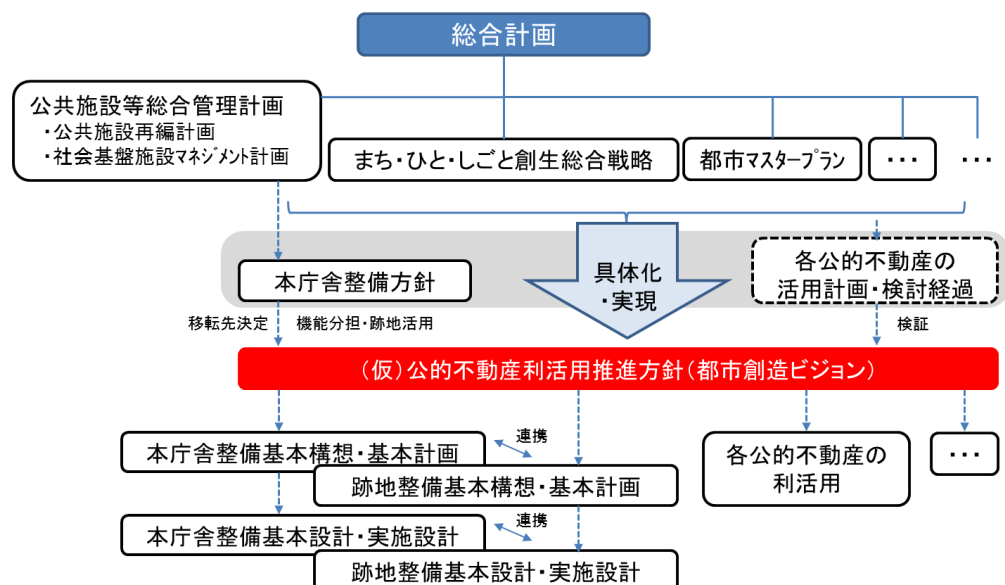 総合計画
公共施設等総合管理計画
・公共施設再編計画
・社会基盤施設マネジメント計画
まち・ひと・しごと創生総合戦略
都市マスタープラン
・・・
・・・
本庁舎整備方針
具体化
・実現
各公的不動産の
活用計画・検討経過
移転先決定
機能分担・跡地活用
検証
(仮)公的不動産利活用推進方針(都市創造ビジョン)
本庁舎整備基本構想・基本計画
連携
跡地整備基本構想・基本計画
各公的不動産の
利活用
・・・
本庁舎整備基本設計・実施設計
連携
跡地整備基本設計・実施設計